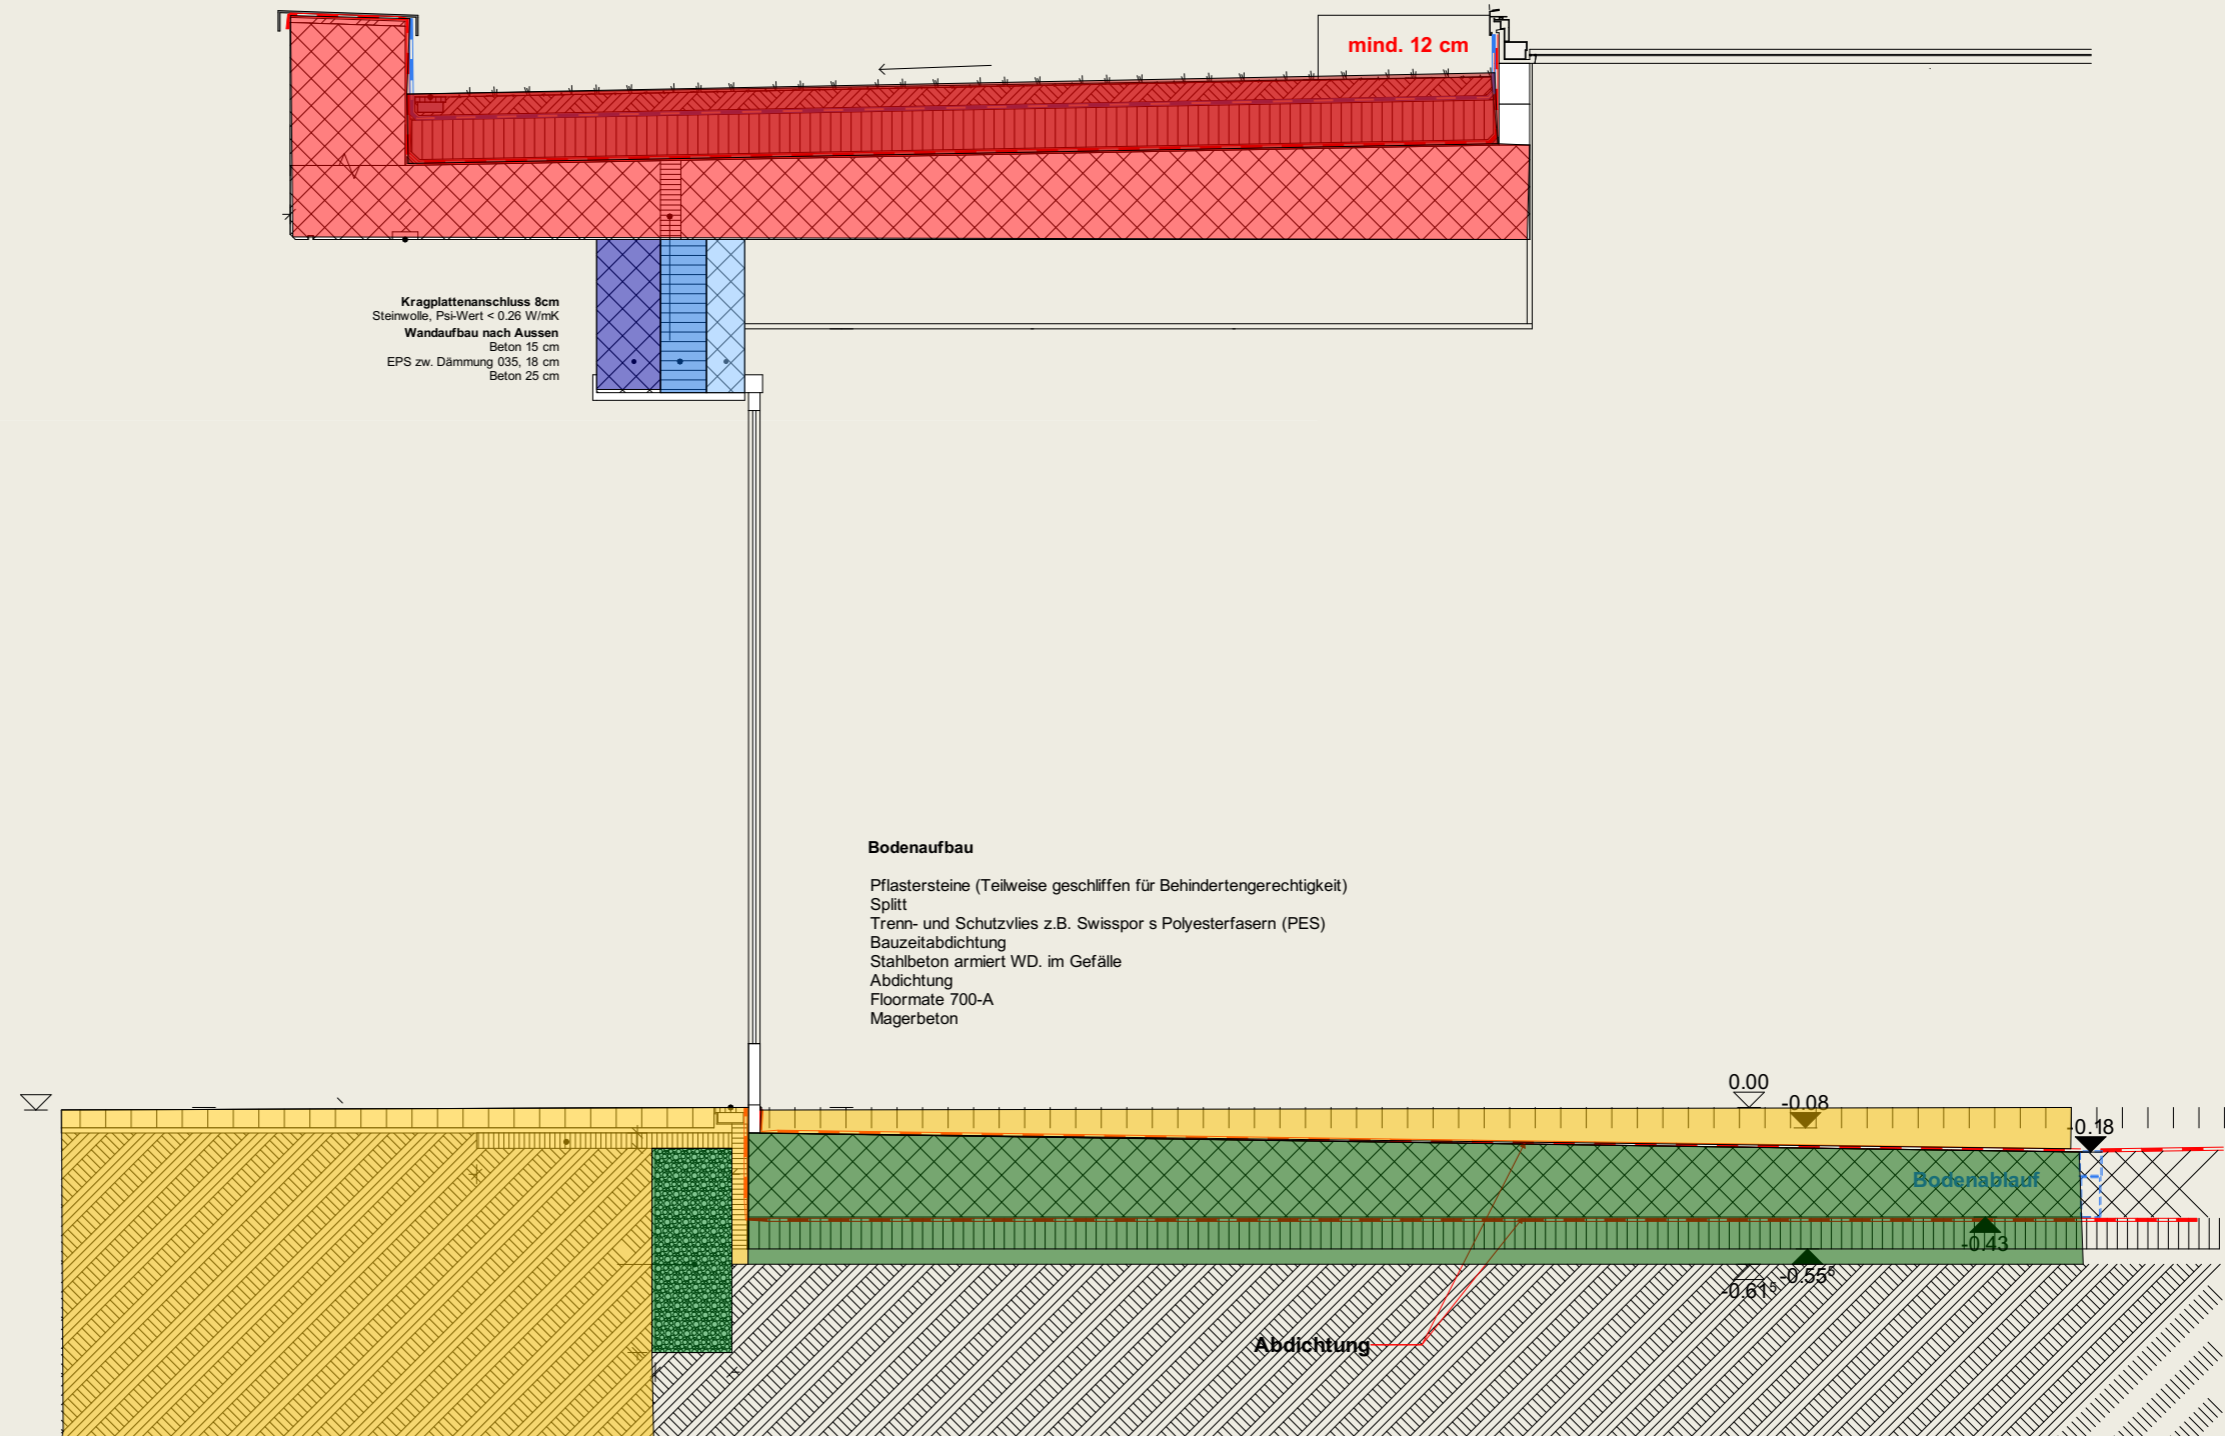 mind. 12 cm
Kragplattenanschluss 8cm
Steinwolle, Psi-Wert < 0.26 W/mK
Wandaufbau nach Aussen
Beton 15 cm
EPS zw. Dämmung 035, 18 cm
Beton 25 cm
Bodenaufbau
Pflastersteine (Teilweise geschliffen für Behindertengerechtigkeit)
Splitt
Trenn- und Schutzvlies z.B. Swisspor s Polyesterfasern (PES)
Bauzeitabdichtung
Stahlbeton armiert WD. im Gefälle
Abdichtung
Floormate 700-A
Magerbeton
0.00
-0.08
-0.18
Bodenablauf
-0.43
-0.55⁵
-0.61⁵
Abdichtung